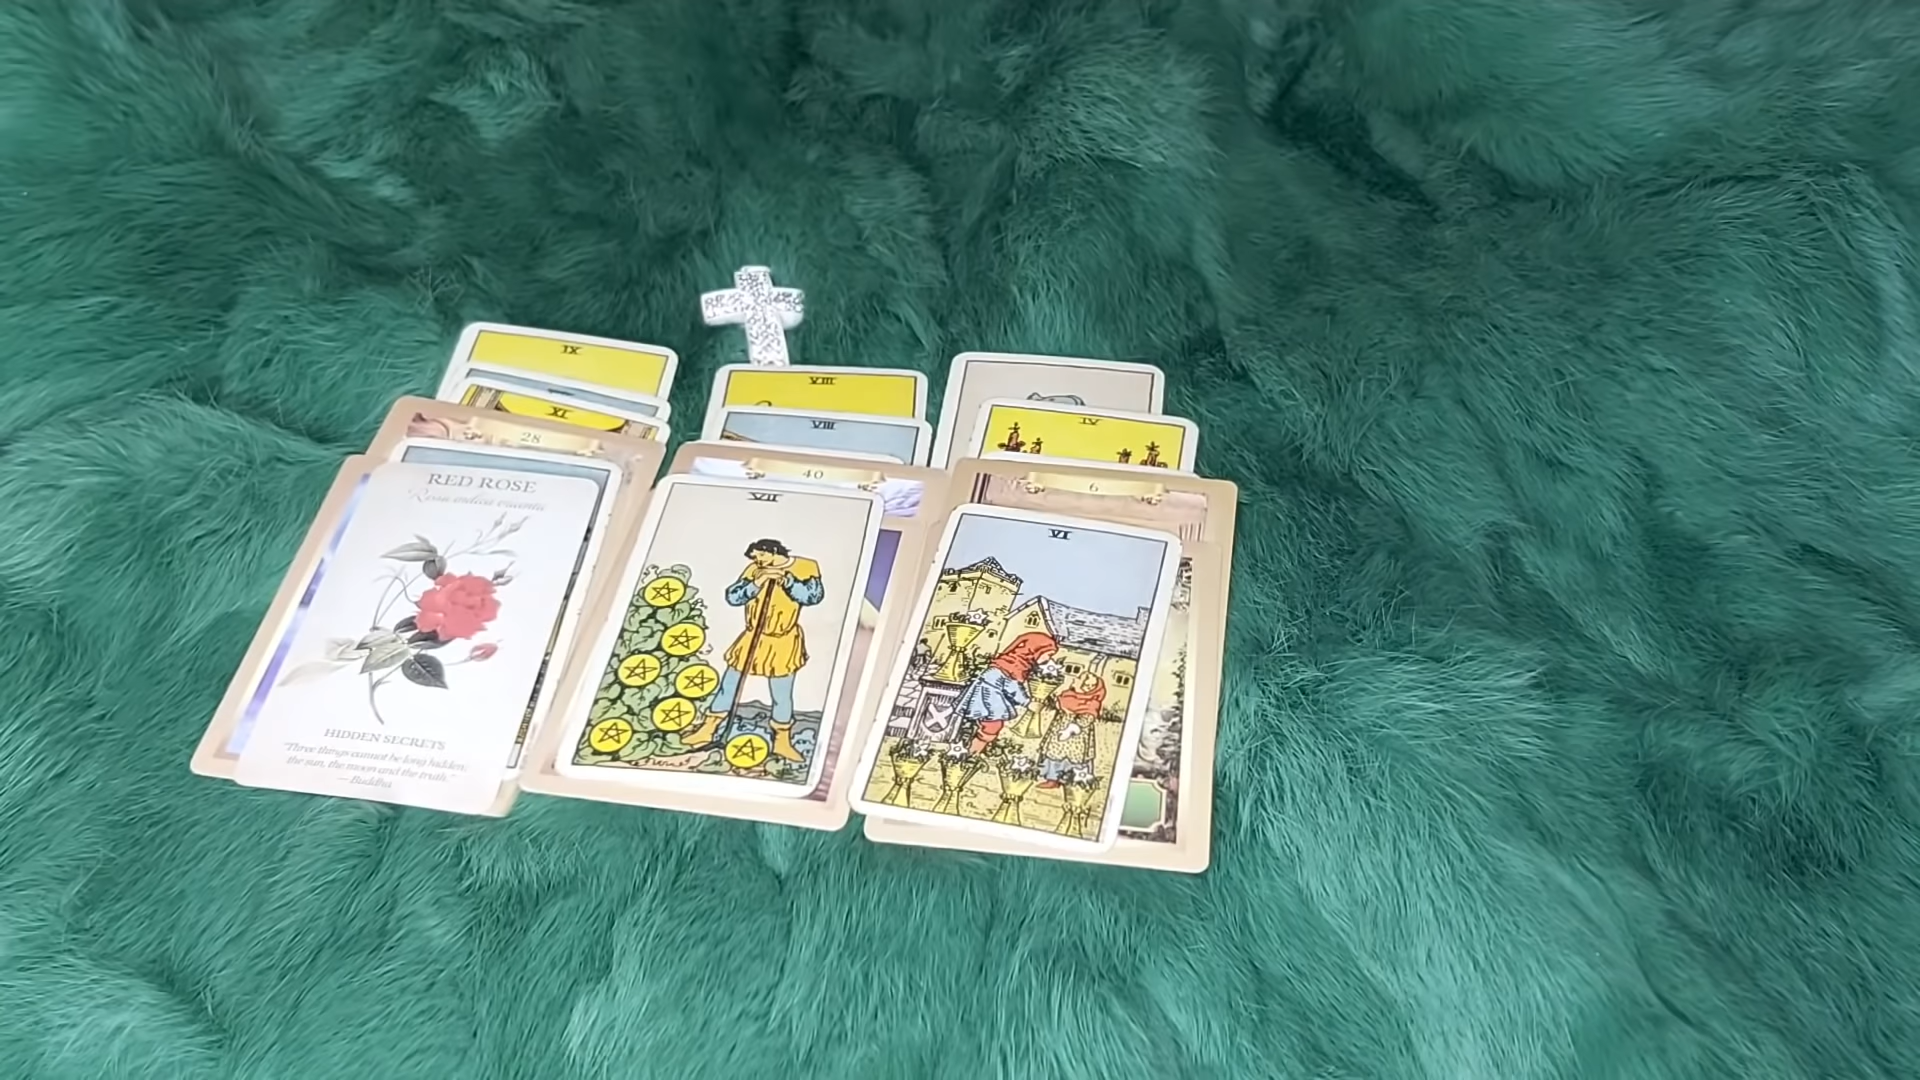 IX
VIII
XI
VIII
IV
28
40
6
RED ROSE
VII
VI
HIDDEN SECRETS
"Three things cannot be long hidden:
the sun, the moon and the truth."
— Buddha